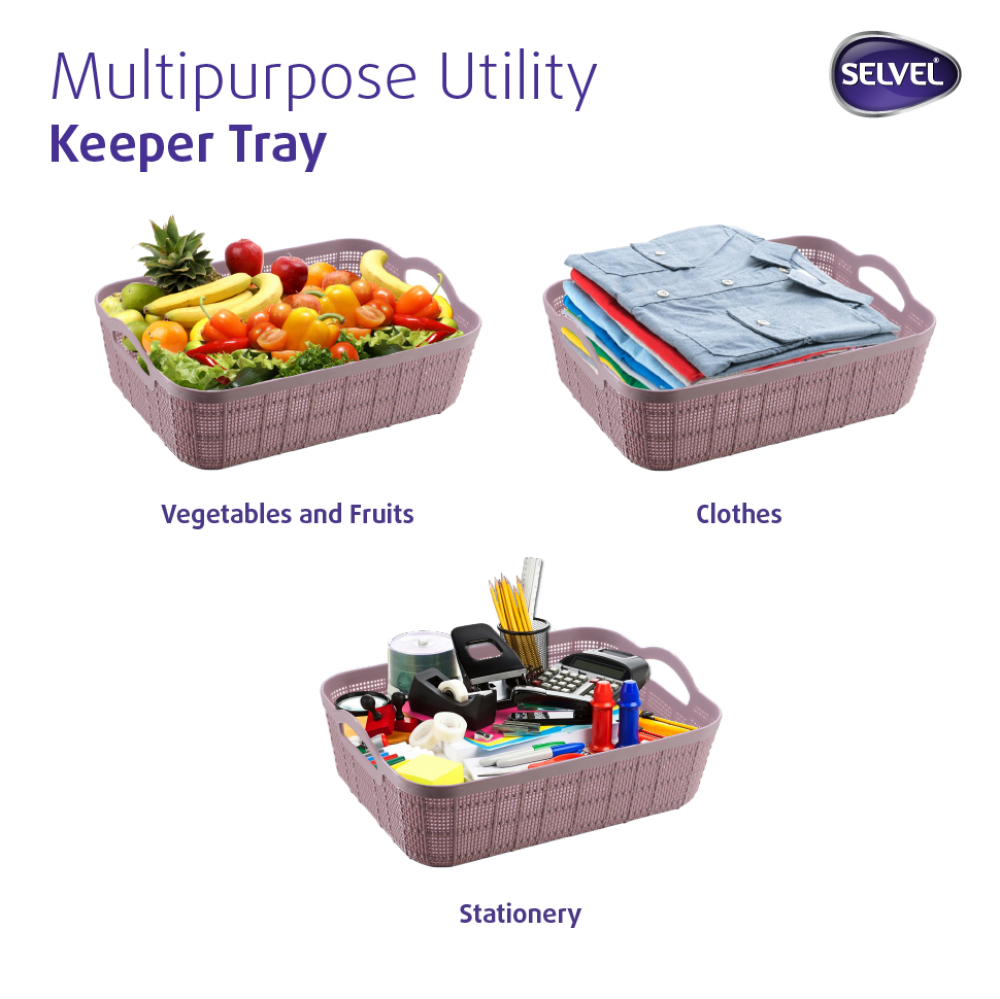 Multipurpose Utility
Keeper Tray
SELVEL®
Vegetables and Fruits
Clothes
Stationery